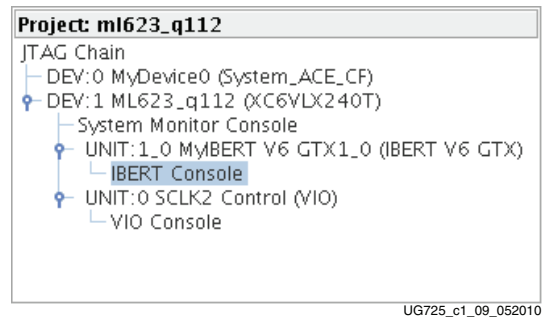 Project: ml623_q112
JTAG Chain
DEV:0 MyDevice0 (System_ACE_CF)
DEV:1 ML623_q112 (XC6VLX240T)
System Monitor Console
UNIT:1_0 MyIBERT V6 GTX1_0 (IBERT V6 GTX)
IBERT Console
UNIT:0 SCLK2 Control (VIO)
VIO Console
UG725_c1_09_052010